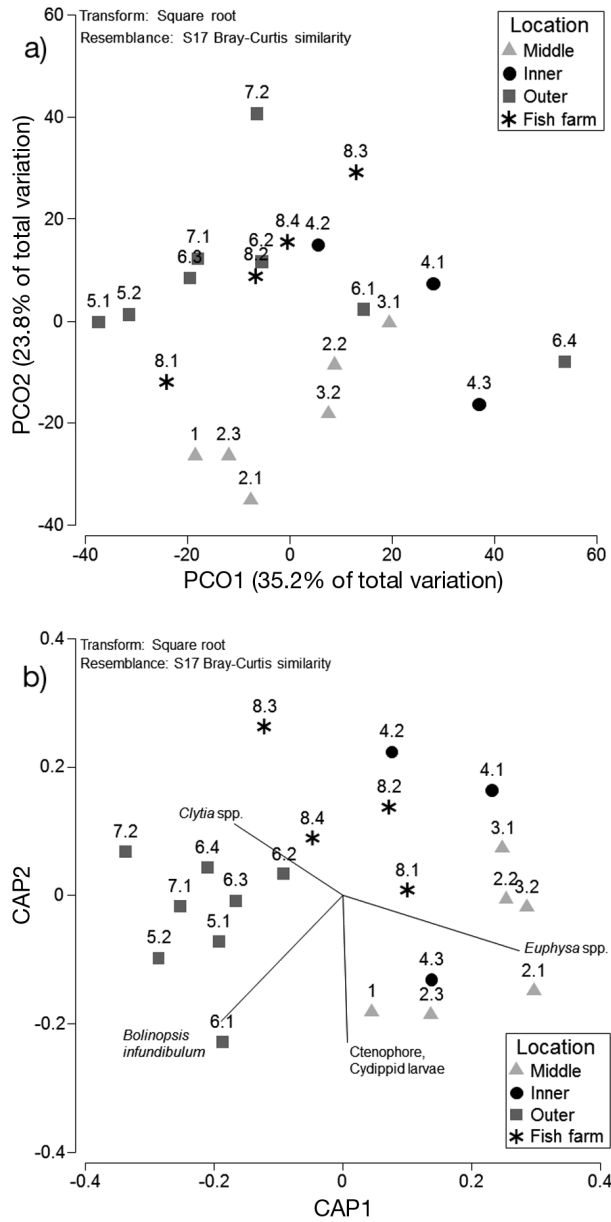 60
Transform: Square root
Resemblance: S17 Bray-Curtis similarity
a)
Location
Middle
Inner
Outer
Fish farm
7.2
40
8.3
8.4
4.2
20
7.1
6.2
6.3
8.2
4.1
5.1
5.2
6.1
3.1
0
2.2
6.4
8.1
3.2
4.3
-20
1
2.3
2.1
-40
PCO2 (23.8% of total variation)
-40
-20
0
20
40
60
PCO1 (35.2% of total variation)
0.4
Transform: Square root
Resemblance: S17 Bray-Curtis similarity
b)
8.3
4.2
0.2
8.2
4.1
Clytia spp.
8.4
7.2
3.1
6.4
6.2
8.1
2.2
3.2
0
7.1
6.3
5.1
5.2
Euphysa spp.
4.3
2.1
1
2.3
-0.2
6.1
Bolinopsis
infundibulum
Ctenophore,
Cydippid larvae
Location
Middle
Inner
Outer
Fish farm
-0.4
CAP2
-0.4
-0.2
0
0.2
0.4
CAP1